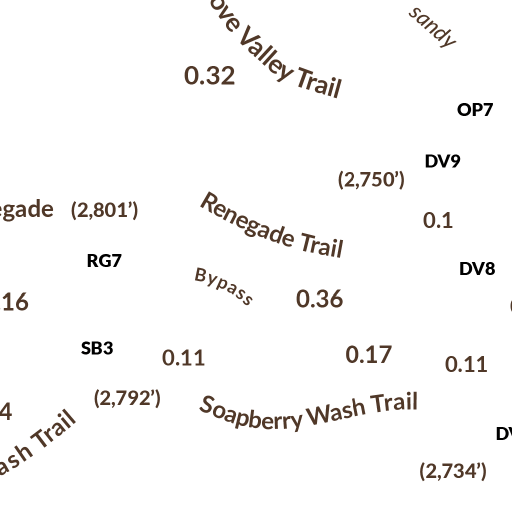 ove Valley Trail
sandy
0.32
OP7
DV9
(2,750’)
egade
(2,801’)
Renegade Trail
0.1
RG7
Bypass
DV8
16
0.36
SB3
0.11
0.17
0.11
(2,792’)
Soapberry Wash Trail
4
ash Trail
DV
(2,734’)